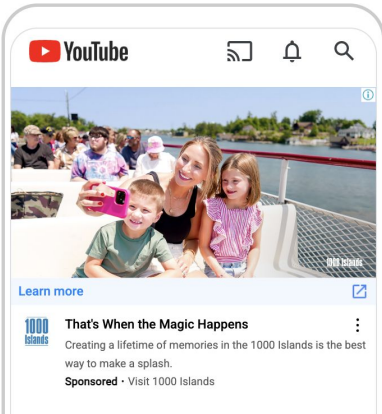 YouTube
1000 Islands
Learn more
1000
Islands
That's When the Magic Happens
Creating a lifetime of memories in the 1000 Islands is the best
way to make a splash.
Sponsored · Visit 1000 Islands